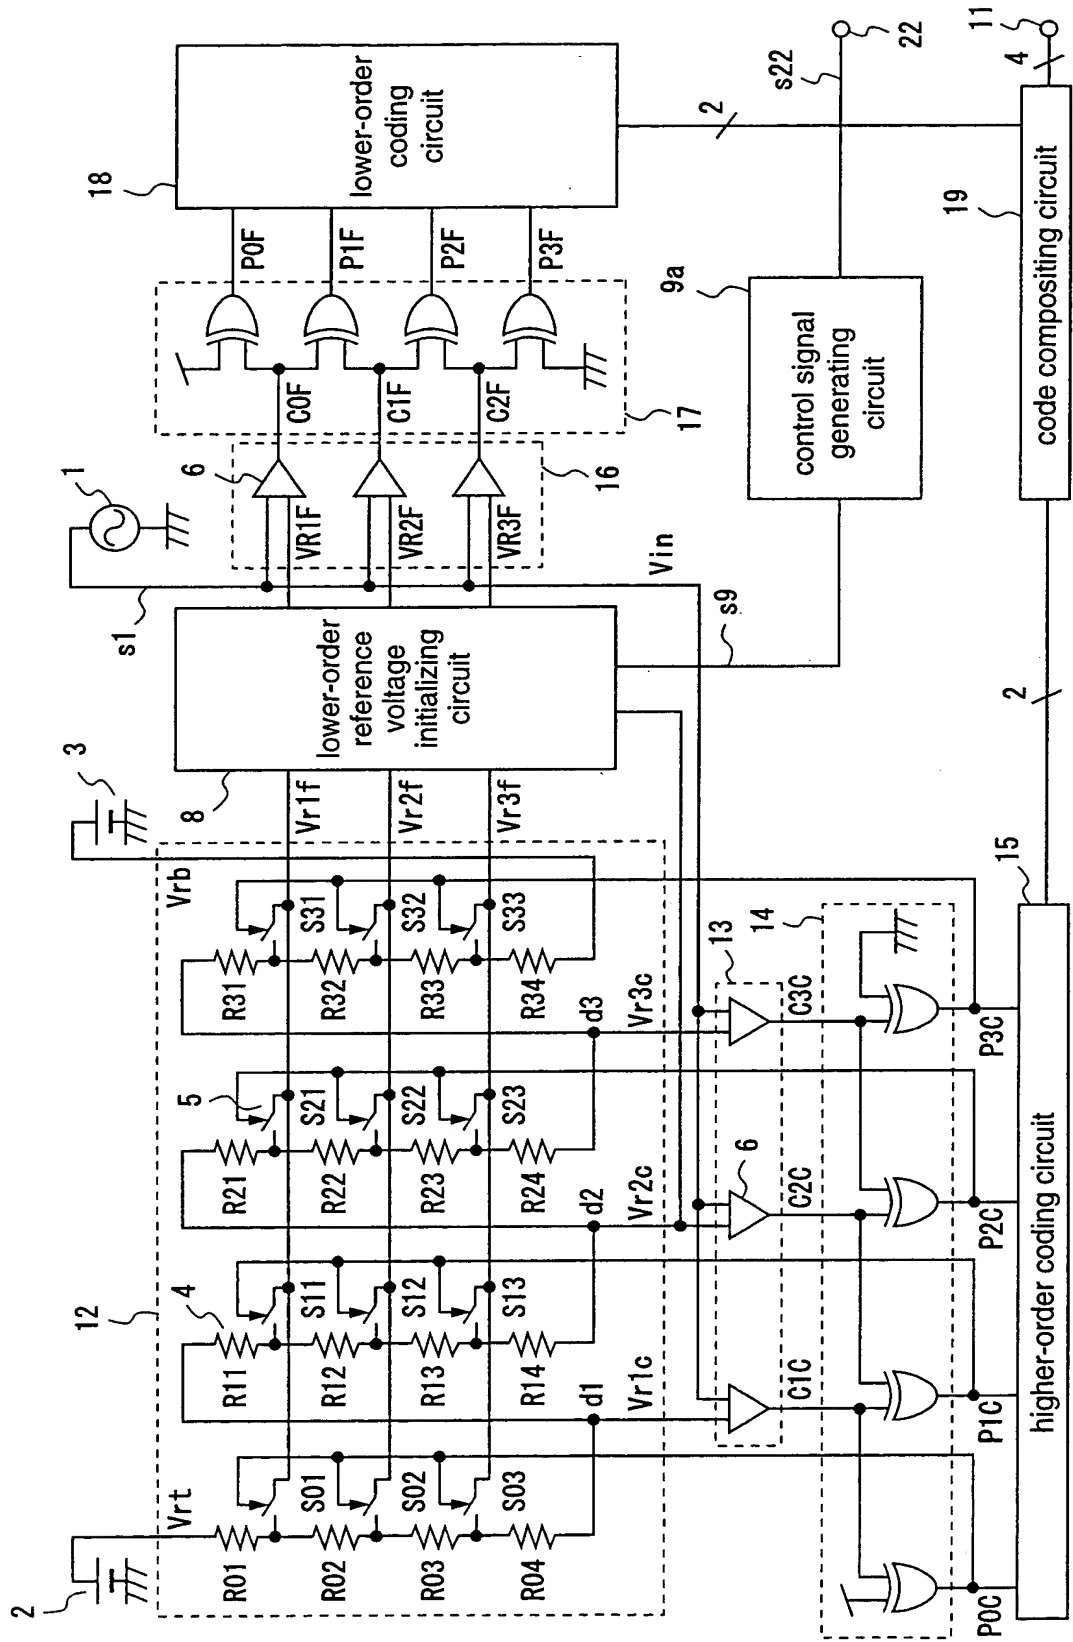 2
Vrt
12
R01
R02
R03
R04
S01
S02
S03
4
R11
R12
R13
R14
S11
S12
S13
d1
Vr1c
5
R21
R22
R23
R24
S21
S22
S23
d2
Vr2c
Vrb
3
R31
R32
R33
R34
S31
S32
S33
d3
Vr3c
Vr1f
Vr2f
Vr3f
8
lower-order
reference
voltage
initializing
circuit
s1
1
VR1F
VR2F
VR3F
6
16
Vin
C0F
C1F
C2F
17
P0F
P1F
P2F
P3F
18
lower-order
coding
circuit
2
s9
9a
control signal
generating
circuit
s22
22
13
6
C1C
C2C
C3C
14
P0C
P1C
P2C
P3C
15
higher-order coding circuit
2
19
code compositing circuit
4
11